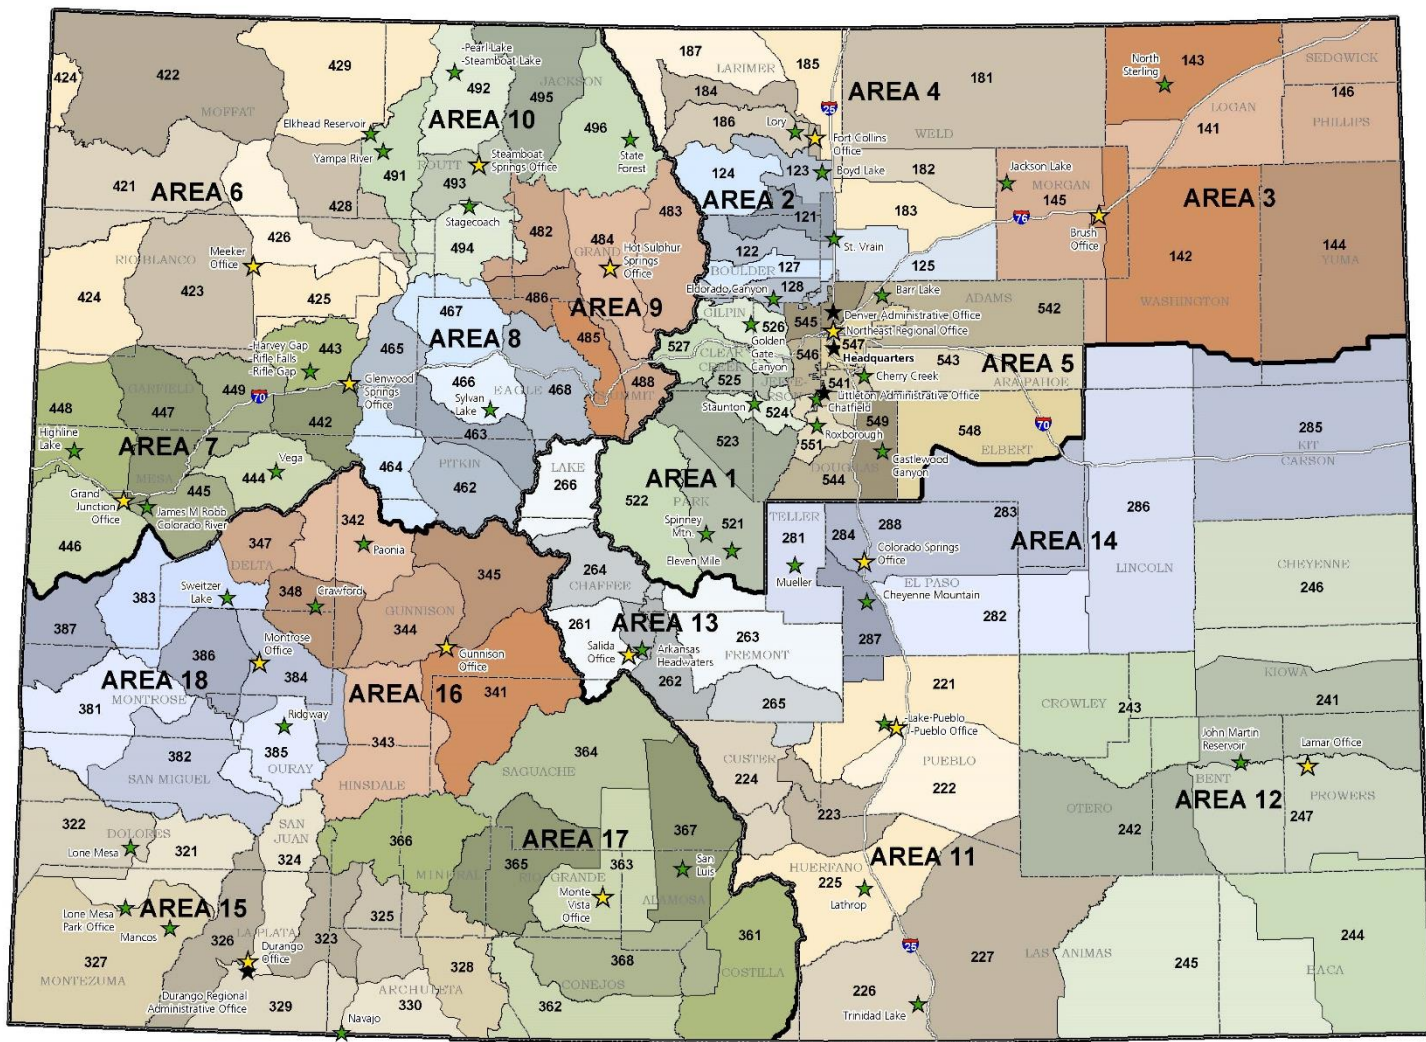 422
424
MOFFAT
429
-Pearl-Lake
-Steamboat Lake
492
JACKSON
495
AREA 10
Elkhead Reservoir
Yampa River
491
ROUTT
Steamboat
Springs Office
493
Stagecoach
494
496
State
Forest
187
LARIMER
185
184
186
Lory
25
Fort Collins
Office
AREA 4
181
WELD
182
183
North
Sterling
143
SEDGWICK
146
LOGAN
PHILLIPS
141
421
AREA 6
428
426
RIO BLANCO
Meeker
Office
423
424
425
482
483
484
GRAND
Hot Sulphur
Springs
Office
486
AREA 9
485
488
SUMMIT
124
123
Boyd Lake
AREA 2
121
122
St. Vrain
BOULDER
127
128
125
Eldorado Canyon
Jackson Lake
MORGAN
145
76
Brush
Office
AREA 3
142
144
YUMA
WASHINGTON
467
AREA 8
465
466
EAGLE
Sylvan
Lake
468
463
464
PITKIN
462
GILPIN
526
527
Golden
Gate
Canyon
CLEAR
CREEK
525
JEFFE-
RSON
Staunton
524
545
546
547
Barr Lake
ADAMS
542
Denver Administrative Office
Northeast Regional Office
Headquarters
543
AREA 5
ARAPAHOE
Cherry Creek
541
Littleton Administrative Office
Chatfield
549
70
548
ELBERT
Roxborough
551
Castlewood
Canyon
DOUGLAS
544
-Harvey Gap
-Rifle Falls
-Rifle Gap
443
GARFIELD
449
70
Glenwood
Springs
Office
448
447
442
Highline
Lake
AREA 7
MESA
Vega
444
445
Grand
Junction
Office
James M Robb
Colorado River
446
LAKE
266
523
AREA 1
522
PARK
Spinney
Mtn.
521
Eleven Mile
285
KIT
CARSON
286
283
AREA 14
LINCOLN
TELLER
281
284
288
Colorado Springs
Office
Mueller
EL PASO
Cheyenne Mountain
282
287
CHEYENNE
246
342
347
Paonia
DELTA
383
Sweitzer
Lake
348
Crawford
345
GUNNISON
344
387
386
Montrose
Office
Gunnison
Office
AREA 18
384
MONTROSE
381
AREA 16
341
Ridgway
385
OURAY
382
SAN MIGUEL
343
HINSDALE
264
CHAFFEE
261
AREA 13
Salida
Office
Arkansas
Headwaters
263
FREMONT
262
265
221
-Lake-Pueblo
-Pueblo Office
PUEBLO
222
CROWLEY
243
KIOWA
241
John Martin
Reservoir
Lamar Office
BENT
AREA 12
PROWERS
247
OTERO
242
364
SAGUACHE
CUSTER
224
223
322
DOLORES
Lone Mesa
321
SAN
JUAN
324
366
MINERAL
AREA 17
365
RIO GRANDE
363
367
San
Luis
Monte
Vista
Office
ALAMOSA
HUERFANO
225
AREA 11
Lathrop
Lone Mesa
Park Office
AREA 15
Mancos
LA PLATA
326
Durango
Office
323
325
327
MONTEZUMA
Durango Regional
Administrative Office
329
328
ARCHULETA
330
Navajo
368
CONEJOS
362
361
COSTILLA
25
227
LAS ANIMAS
226
Trinidad Lake
245
244
BACA